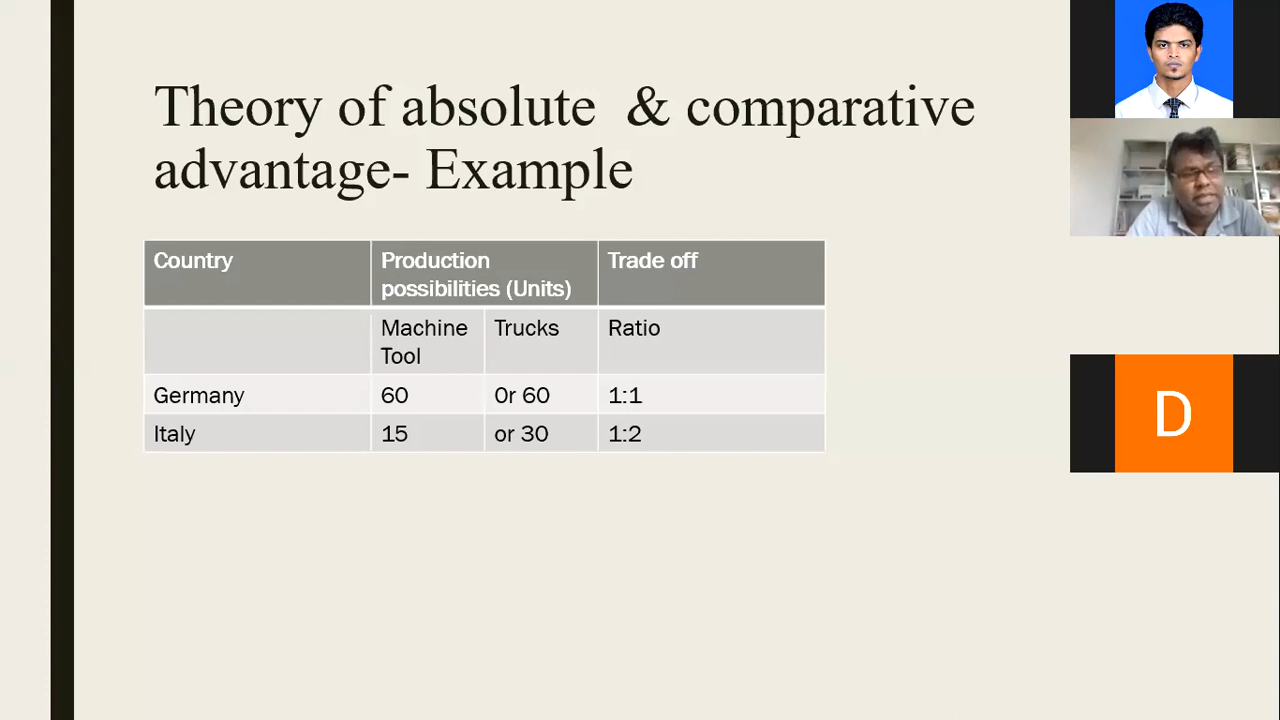 Theory of absolute & comparative
advantage- Example
Country
Production
possibilities (Units)
Trade off
Machine
Tool
Trucks
Ratio
Germany
60
0r 60
1:1
Italy
15
or 30
1:2
D